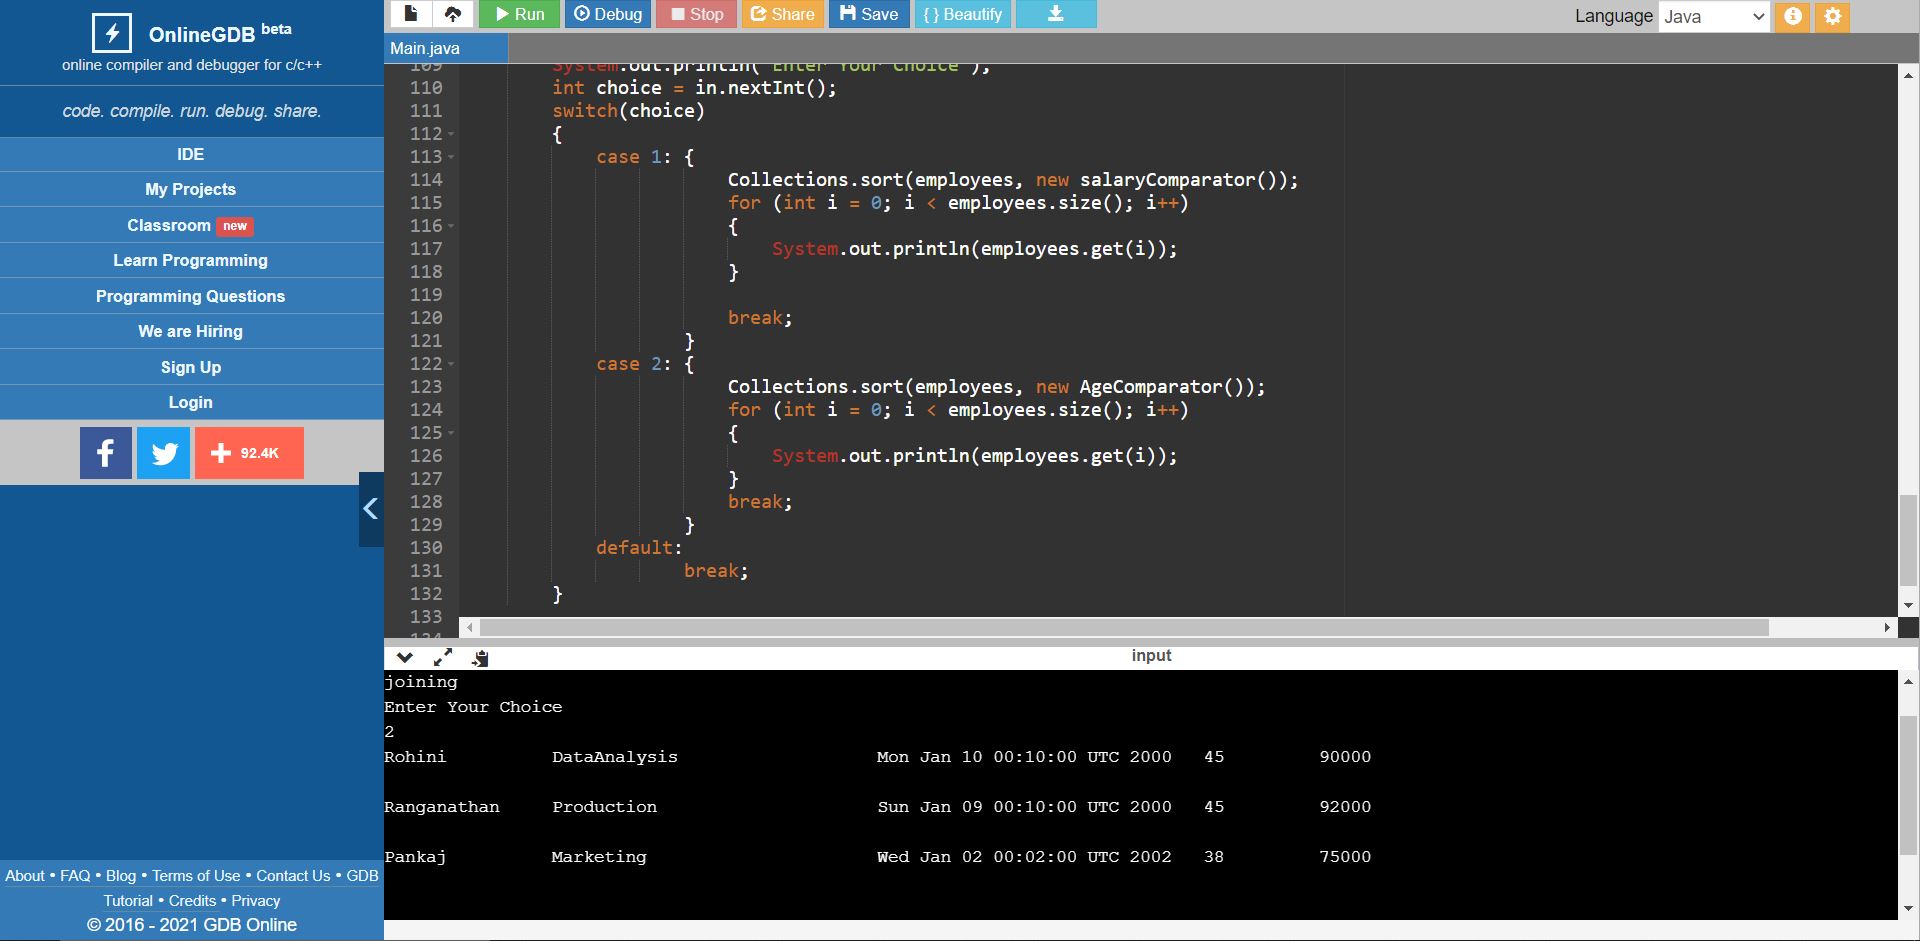 OnlineGDB beta
online compiler and debugger for c/c++
code. compile. run. debug. share.
IDE
My Projects
Classroom new
Learn Programming
Programming Questions
We are Hiring
Sign Up
Login
92.4K
About • FAQ • Blog • Terms of Use • Contact Us • GDB
Tutorial • Credits • Privacy
© 2016 - 2021 GDB Online
Run Debug Stop Share Save { } Beautify
Language Java
Main.java
109 System.out.println("Enter Your Choice");
110 int choice = in.nextInt();
111 switch(choice)
112 {
113 case 1: {
114 Collections.sort(employees, new salaryComparator());
115 for (int i = 0; i < employees.size(); i++)
116 {
117 System.out.println(employees.get(i));
118 }
119
120 break;
121 }
122 case 2: {
123 Collections.sort(employees, new AgeComparator());
124 for (int i = 0; i < employees.size(); i++)
125 {
126 System.out.println(employees.get(i));
127 }
128 break;
129 }
130 default:
131 break;
132 }
133
134
input
joining
Enter Your Choice
2
Rohini DataAnalysis Mon Jan 10 00:10:00 UTC 2000 45 90000
Ranganathan Production Sun Jan 09 00:10:00 UTC 2000 45 92000
Pankaj Marketing Wed Jan 02 00:02:00 UTC 2002 38 75000